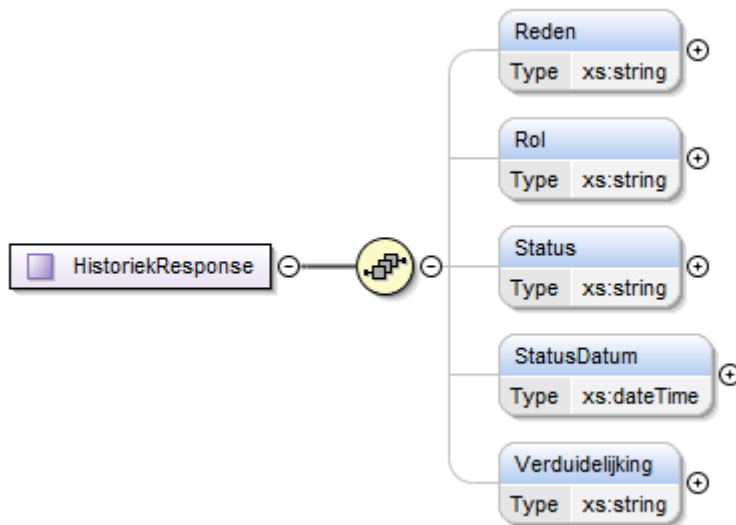 Reden
Type xs:string
Rol
Type xs:string
HistoriekResponse
Status
Type xs:string
StatusDatum
Type xs:dateTime
Verduidelijking
Type xs:string